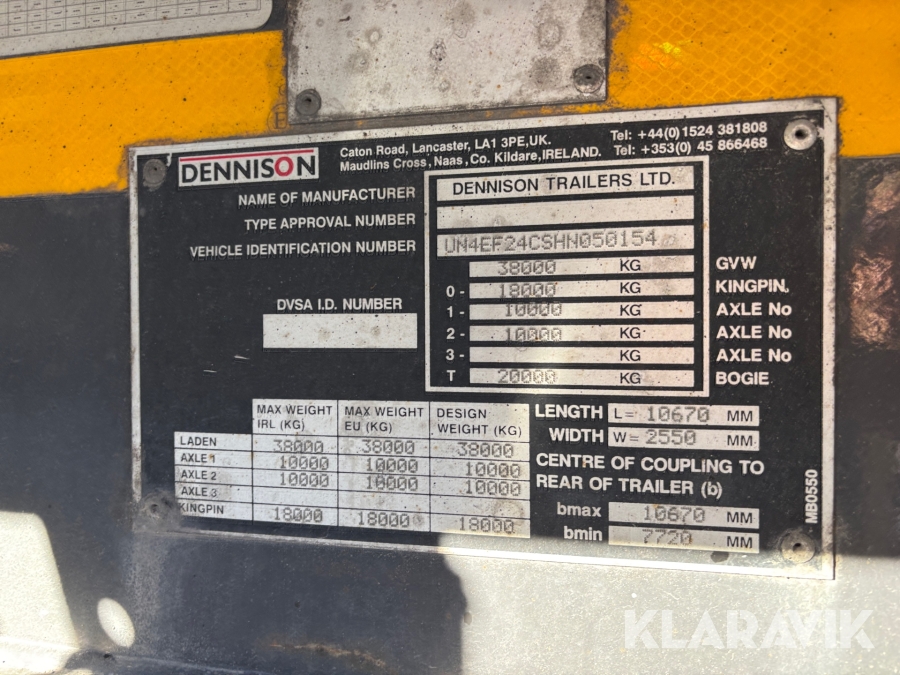 DENNISON
Caton Road, Lancaster, LA1 3PE,UK. Tel: +44(0)1524 381808
Maudlins Cross, Naas, Co. Kildare, IRELAND. Tel: +353(0) 45 866468
NAME OF MANUFACTURER DENNISON TRAILERS LTD.
TYPE APPROVAL NUMBER
VEHICLE IDENTIFICATION NUMBER UN4EF24CSHN050154
38000 KG GVW
0- 18000 KG KINGPIN
DVSA I.D. NUMBER
1- 10000 KG AXLE No
2- 10000 KG AXLE No
3- KG AXLE No
T 20000 KG BOGIE
MAX WEIGHT IRL (KG) MAX WEIGHT EU (KG) DESIGN WEIGHT (KG)
LADEN 38000 38000 38000
AXLE 1 10000 10000 10000
AXLE 2 10000 10000 10000
AXLE 3
KINGPIN 18000 18000 18000
LENGTH L= 10670 MM
WIDTH W= 2550 MM
CENTRE OF COUPLING TO
REAR OF TRAILER (b)
bmax 10670 MM
bmin 7720 MM
MB0550
KLARAVIK